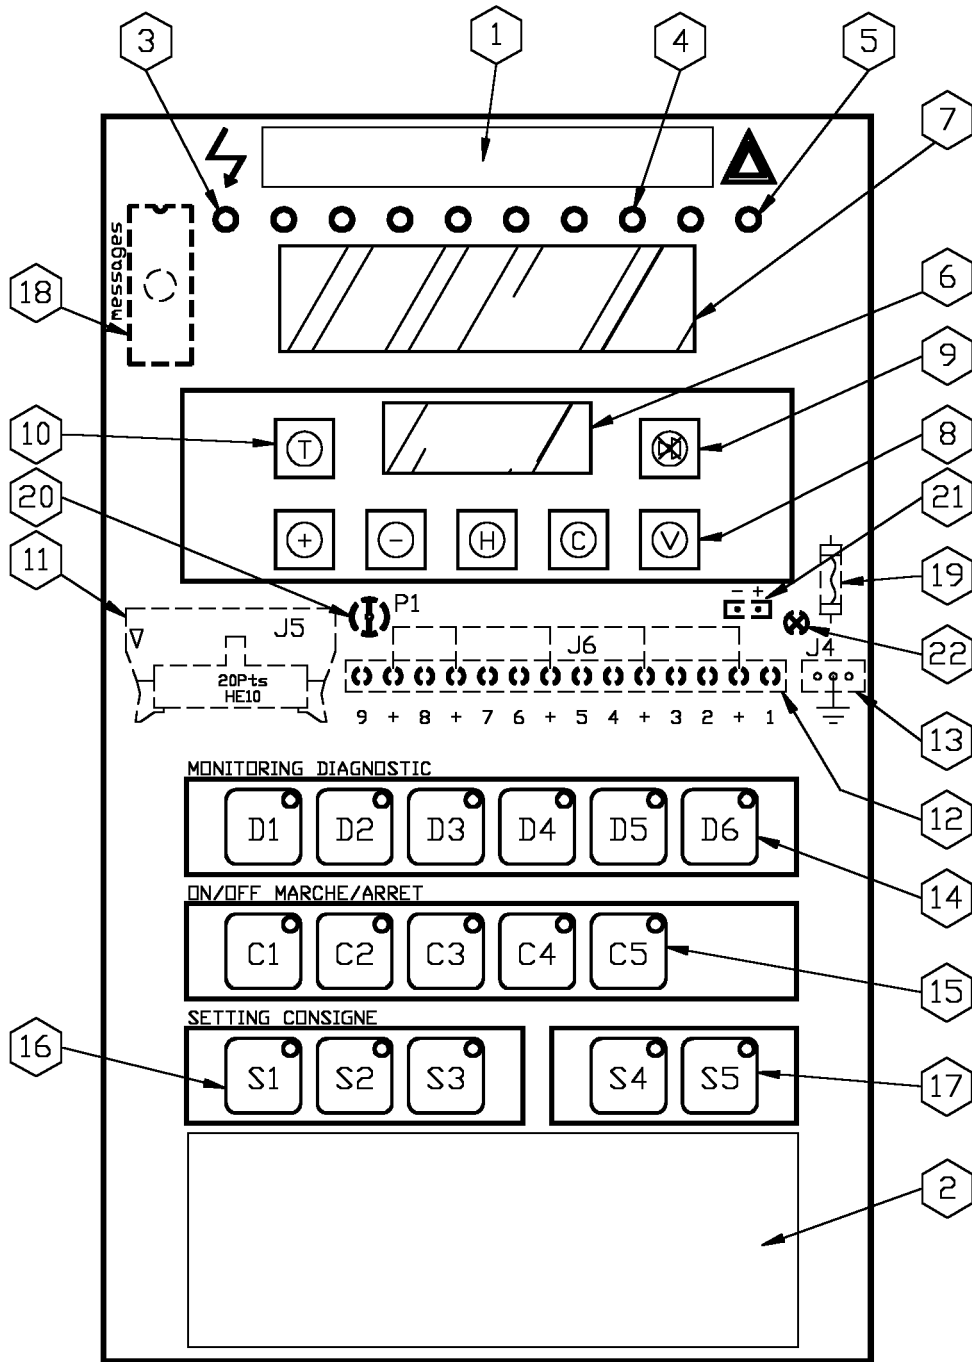 3
1
4
5
7
messages
18
6
9
10
T
8
20
+ - H C V
21
11
19
P1
- +
J5
J6
J4
22
20Pts
HE10
9 + 8 + 7 6 + 5 4 + 3 2 + 1
13
MONITORING DIAGNOSTIC
12
D1 D2 D3 D4 D5 D6
14
ON/OFF MARCHE/ARRET
C1 C2 C3 C4 C5
15
SETTING CONSIGNE
16
S1 S2 S3 S4 S5
17
2